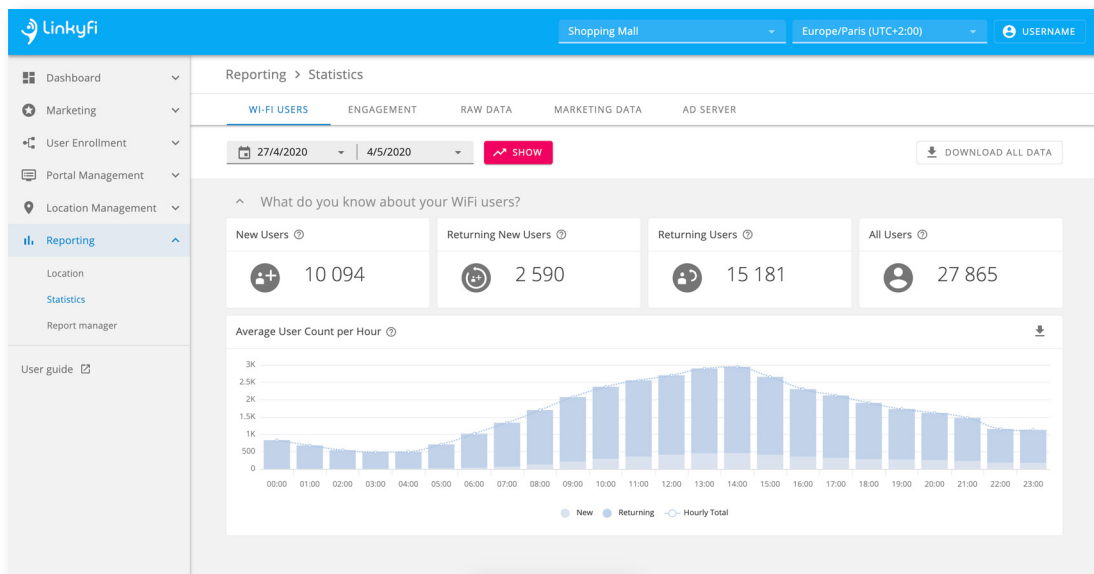 Linkyfi
Shopping Mall
Europe/Paris (UTC+2:00)
USERNAME
Dashboard
Marketing
User Enrollment
Portal Management
Location Management
Reporting
Location
Statistics
Report manager
User guide
Reporting > Statistics
WI-FI USERS ENGAGEMENT RAW DATA MARKETING DATA AD SERVER
27/4/2020 4/5/2020 SHOW DOWNLOAD ALL DATA
What do you know about your WiFi users?
New Users Returning New Users Returning Users All Users
10 094 2 590 15 181 27 865
Average User Count per Hour
3K
2.5K
2K
1.5K
1K
500
0
00:00 01:00 02:00 03:00 04:00 05:00 06:00 07:00 08:00 09:00 10:00 11:00 12:00 13:00 14:00 15:00 16:00 17:00 18:00 19:00 20:00 21:00 22:00 23:00
New Returning Hourly Total